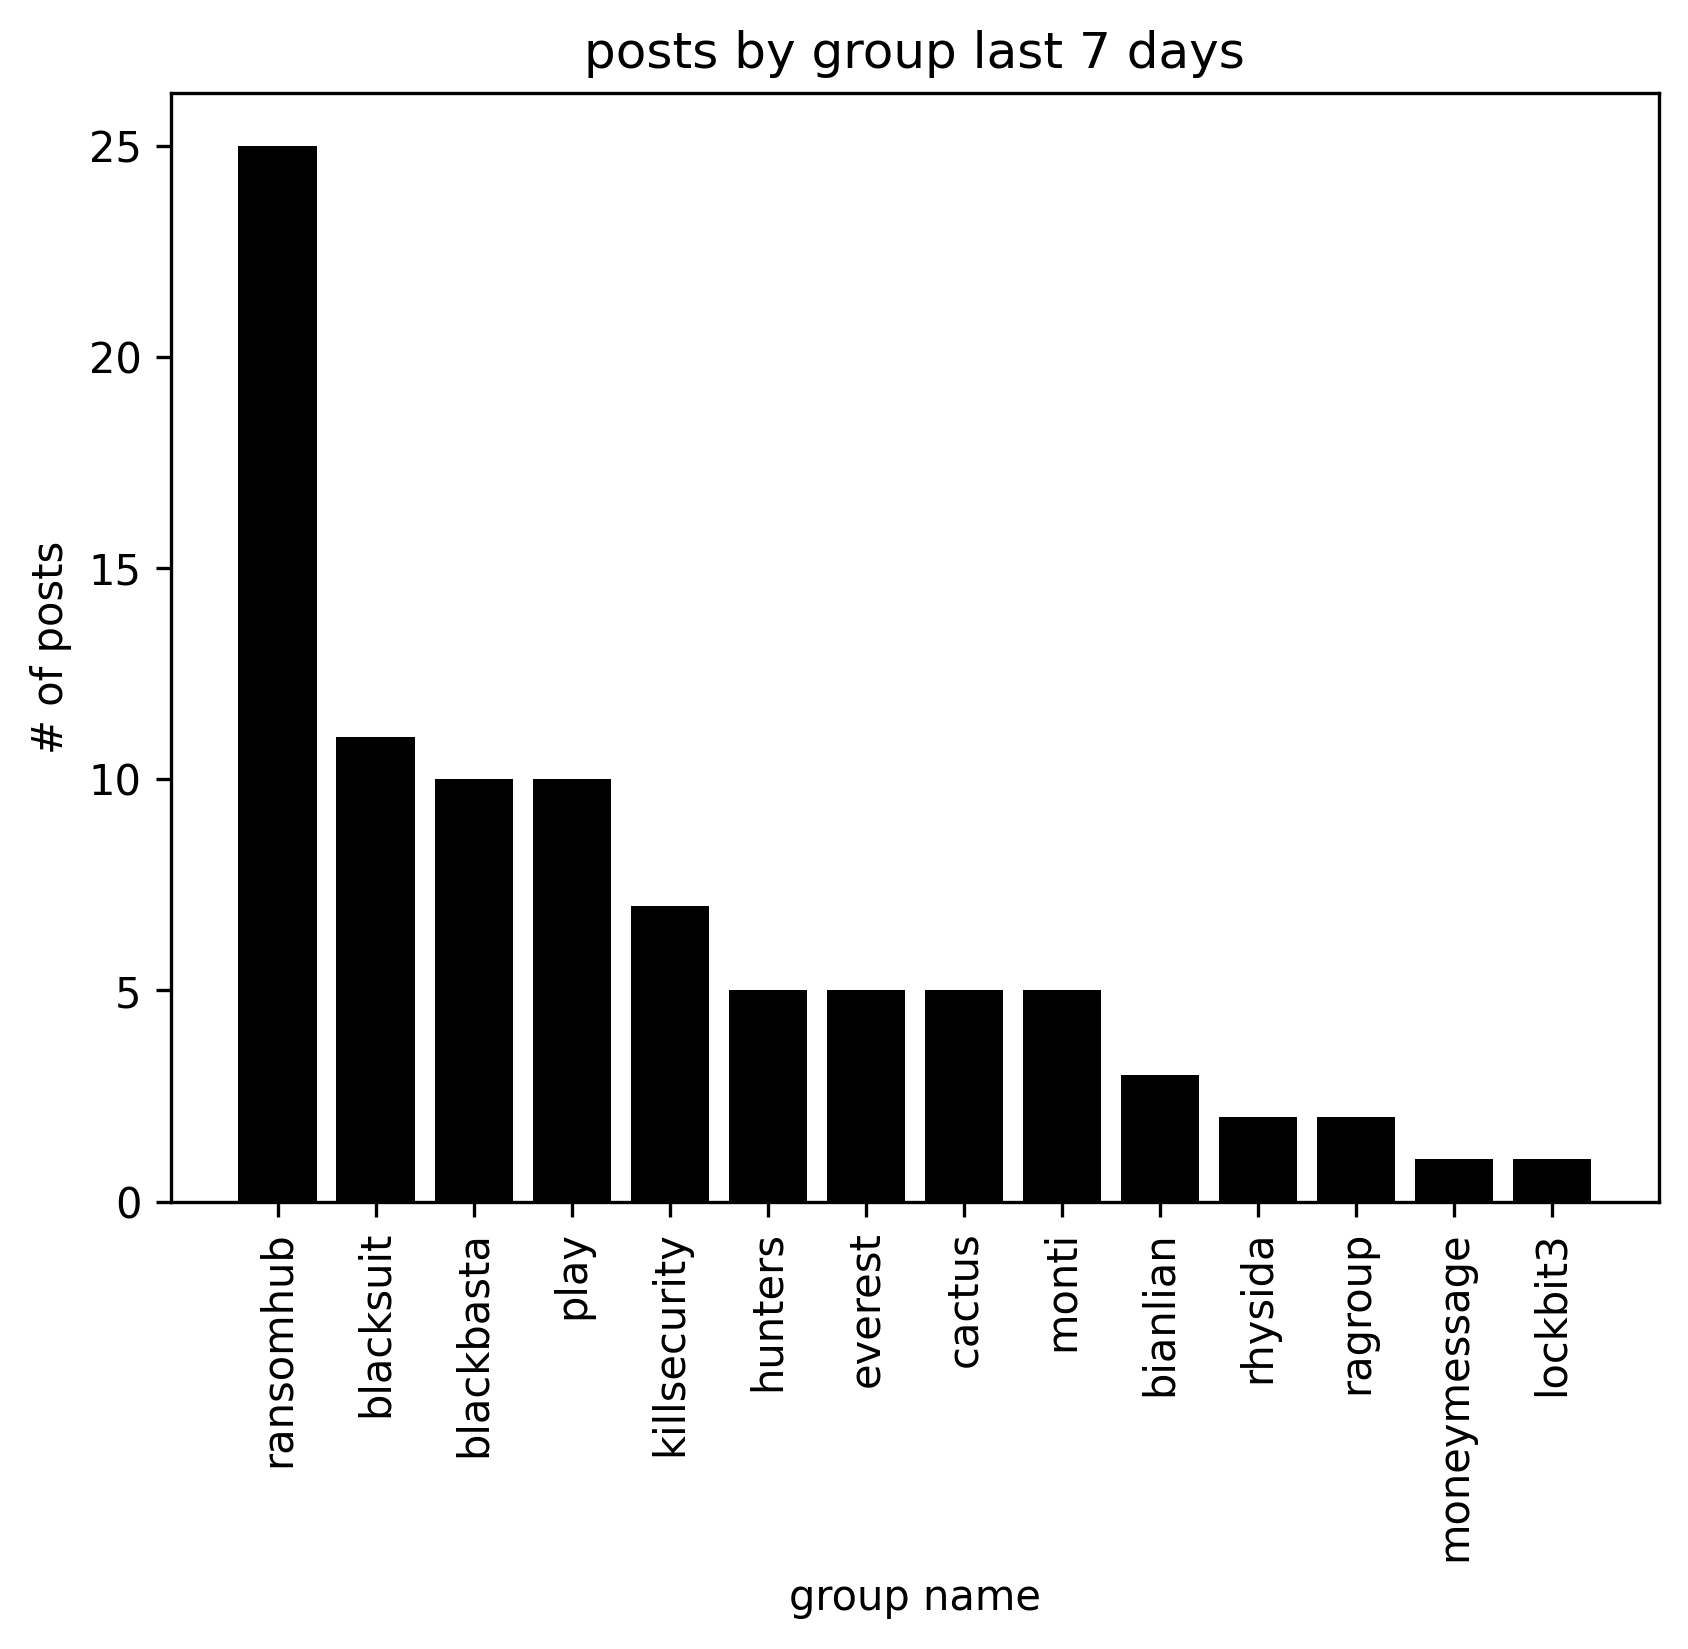 posts by group last 7 days
# of posts
25
20
15
10
5
0
ransomhub
blacksuit
blackbasta
play
killsecurity
hunters
everest
cactus
monti
bianlian
rhysida
ragroup
moneymessage
lockbit3
group name